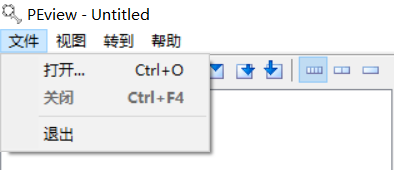 PEview - Untitled
文件 视图 转到 帮助
打开... Ctrl+O
关闭 Ctrl+F4
退出